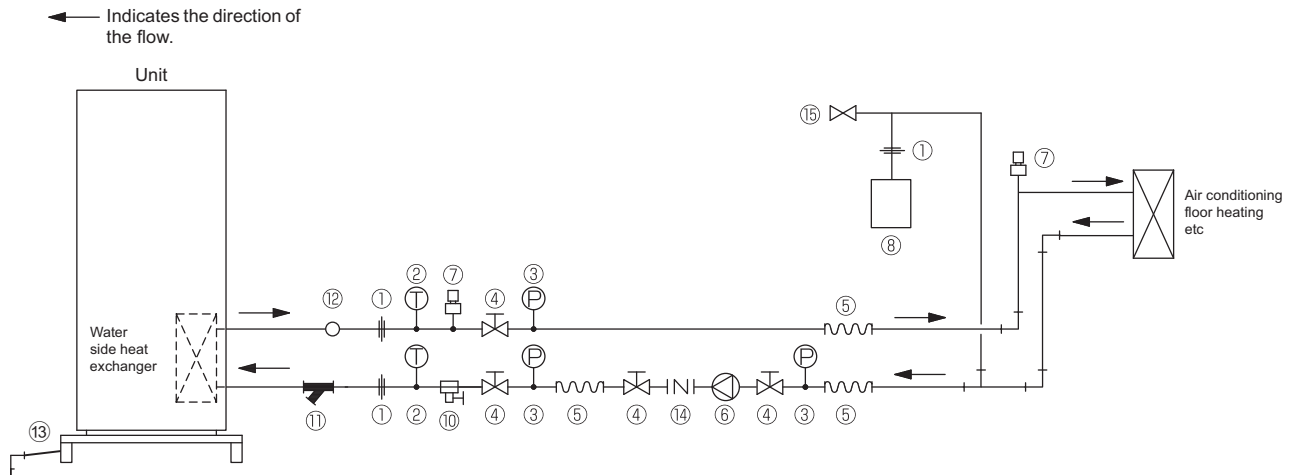 Indicates the direction of
the flow.
Unit
⑮
①
⑦
⑧
Air conditioning
floor heating
etc
② ⑦ ③
T P
⑫ ① ④ ⑤
Water
side heat
exchanger
T P P
⑪ ① ② ⑩ ④ ③ ⑤ ④ ⑭ ⑥ ④ ③ ⑤
⑬